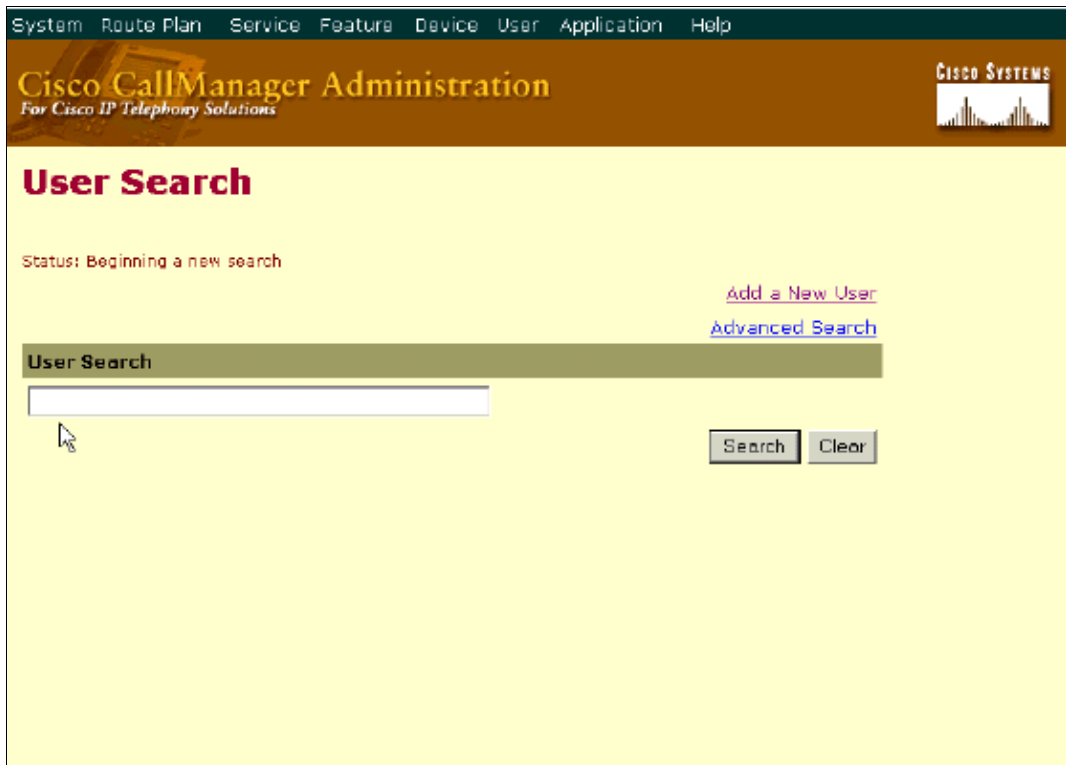 System Route Plan Service Feature Device User Application Help
Cisco CallManager Administration
For Cisco IP Telephony Solutions
CISCO SYSTEMS
User Search
Status: Beginning a new search
Add a New User
Advanced Search
User Search
Search Clear